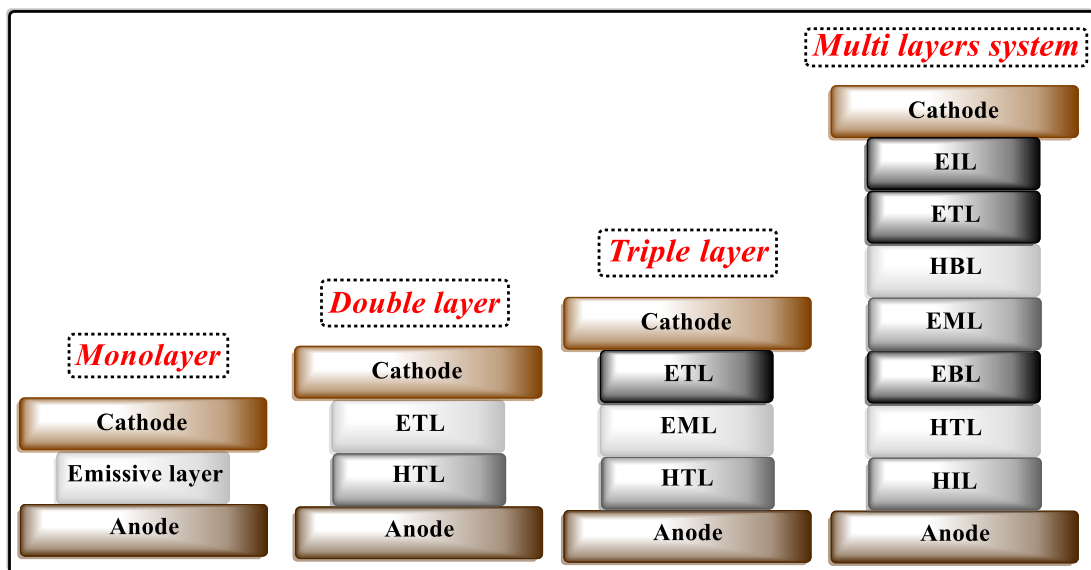 Monolayer
Cathode
Emissive layer
Anode
Double layer
Cathode
ETL
HTL
Anode
Triple layer
Cathode
ETL
EML
HTL
Anode
Multi layers system
Cathode
EIL
ETL
HBL
EML
EBL
HTL
HIL
Anode